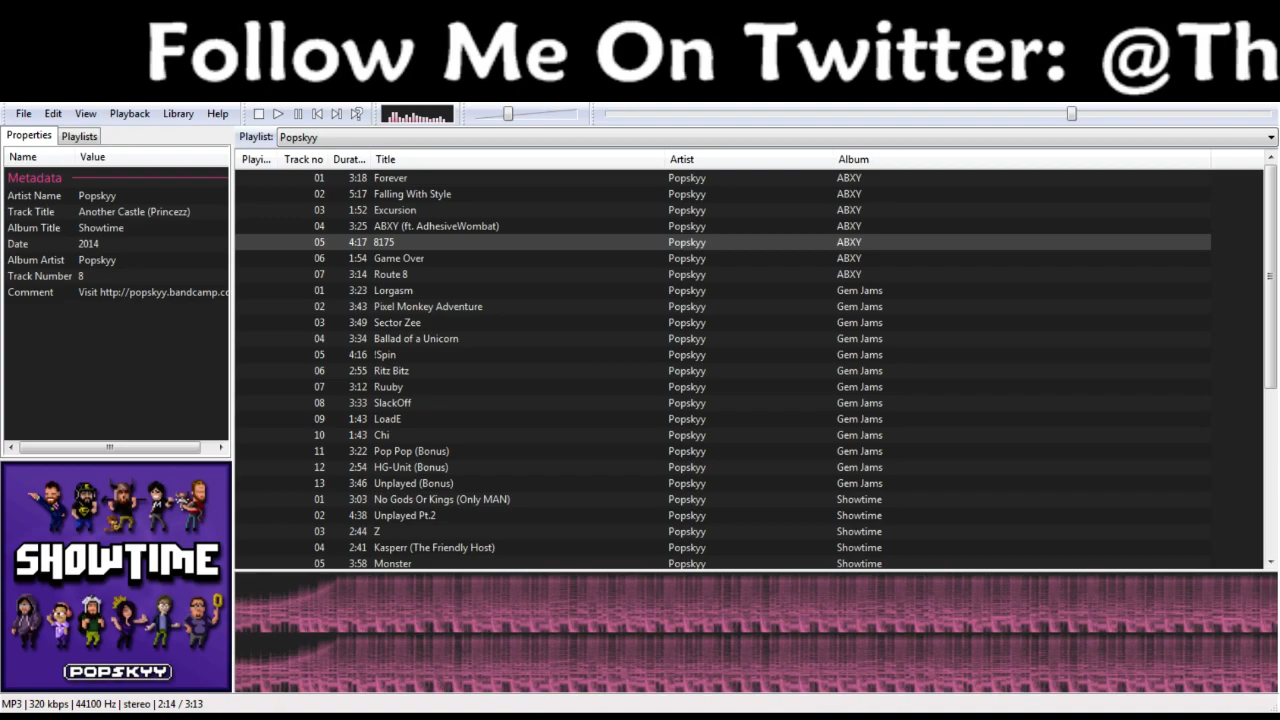 Follow Me On Twitter: @Th
File Edit View Playback Library Help
Properties Playlists
Playlist: Popskyy
Name Value
Metadata
Artist Name Popskyy
Track Title Another Castle (Princezz)
Album Title Showtime
Date 2014
Album Artist Popskyy
Track Number 8
Comment Visit http://popskyy.bandcamp.cc
Playi... Track no Durat... Title Artist Album
01 3:18 Forever Popskyy ABXY
02 5:17 Falling With Style Popskyy ABXY
03 1:52 Excursion Popskyy ABXY
04 3:25 ABXY (ft. AdhesiveWombat) Popskyy ABXY
05 4:17 8175 Popskyy ABXY
06 1:54 Game Over Popskyy ABXY
07 3:14 Route 8 Popskyy ABXY
01 3:23 Lorgasm Popskyy Gem Jams
02 3:43 Pixel Monkey Adventure Popskyy Gem Jams
03 3:49 Sector Zee Popskyy Gem Jams
04 3:34 Ballad of a Unicorn Popskyy Gem Jams
05 4:16 !Spin Popskyy Gem Jams
06 2:55 Ritz Bitz Popskyy Gem Jams
07 3:12 Ruuby Popskyy Gem Jams
08 3:33 SlackOff Popskyy Gem Jams
09 1:43 LoadE Popskyy Gem Jams
10 1:43 Chi Popskyy Gem Jams
11 3:22 Pop Pop (Bonus) Popskyy Gem Jams
12 2:54 HG-Unit (Bonus) Popskyy Gem Jams
13 3:46 Unplayed (Bonus) Popskyy Gem Jams
01 3:03 No Gods Or Kings (Only MAN) Popskyy Showtime
02 4:38 Unplayed Pt.2 Popskyy Showtime
03 2:44 Z Popskyy Showtime
04 2:41 Kasperr (The Friendly Host) Popskyy Showtime
05 3:58 Monster Popskyy Showtime
SHOWTIME
POPSKYY
MP3 | 320 kbps | 44100 Hz | stereo | 2:14 / 3:13